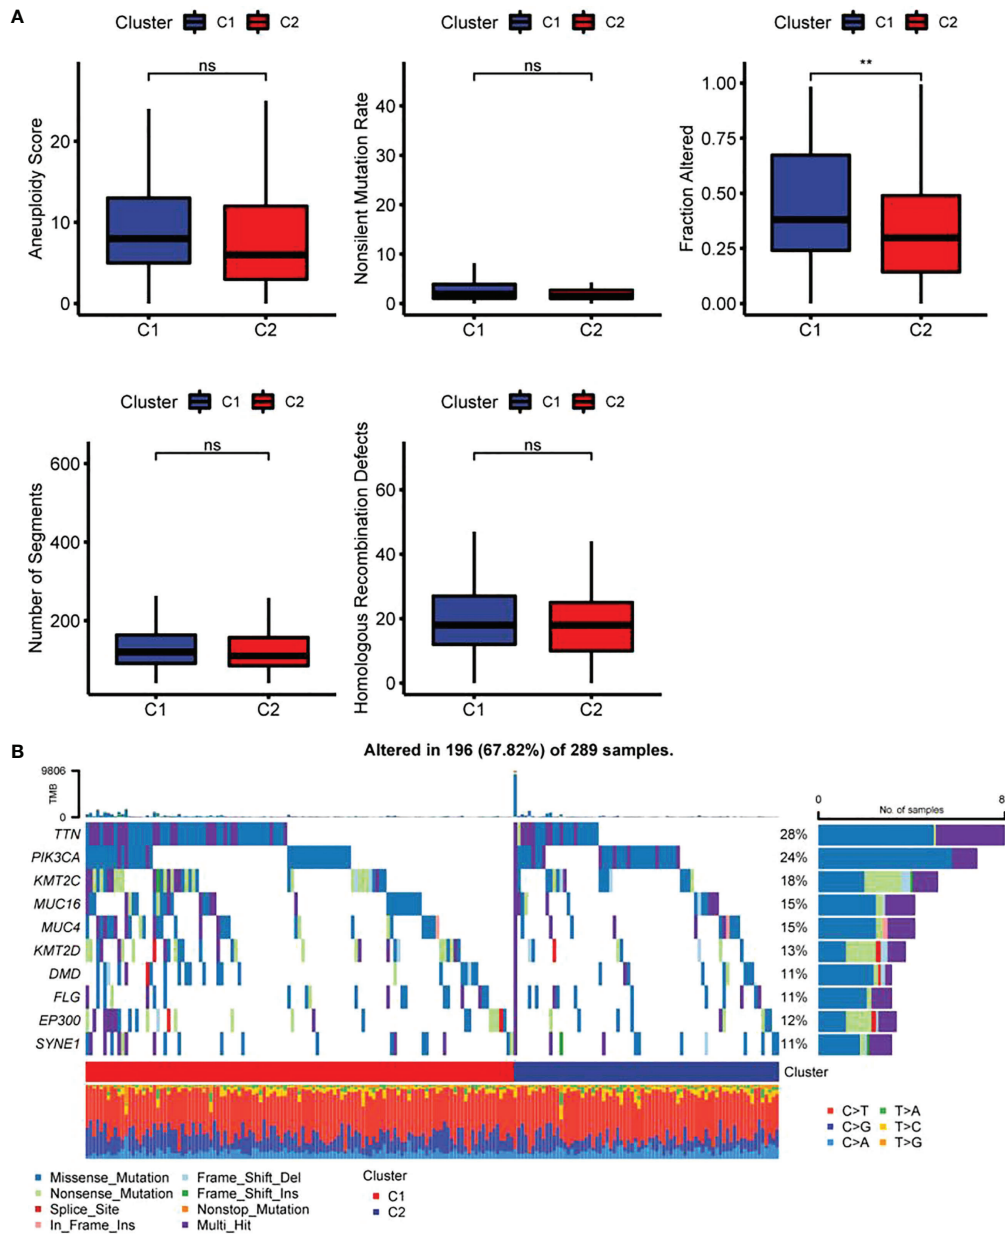 A
Cluster C1 C2
Cluster C1 C2
Cluster C1 C2
ns
ns
**
Aneuploidy Score
20
10
0
C1 C2
Nonsilent Mutation Rate
40
30
20
10
0
C1 C2
Fraction Altered
1.00
0.75
0.50
0.25
0.00
C1 C2
Cluster C1 C2
Cluster C1 C2
ns
ns
Number of Segments
600
400
200
C1 C2
Homologous Recombination Defects
60
40
20
0
C1 C2
B
Altered in 196 (67.82%) of 289 samples.
9806
TMB
0
0 8
No. of samples
TTN 28%
PIK3CA 24%
KMT2C 18%
MUC16 15%
MUC4 15%
KMT2D 13%
DMD 11%
FLG 11%
EP300 12%
SYNE1 11%
Cluster
C>T T>A
C>G T>C
C>A T>G
Missense_Mutation Frame_Shift_Del
Nonsense_Mutation Frame_Shift_Ins
Splice_Site Nonstop_Mutation
In_Frame_Ins Multi_Hit
Cluster
C1
C2